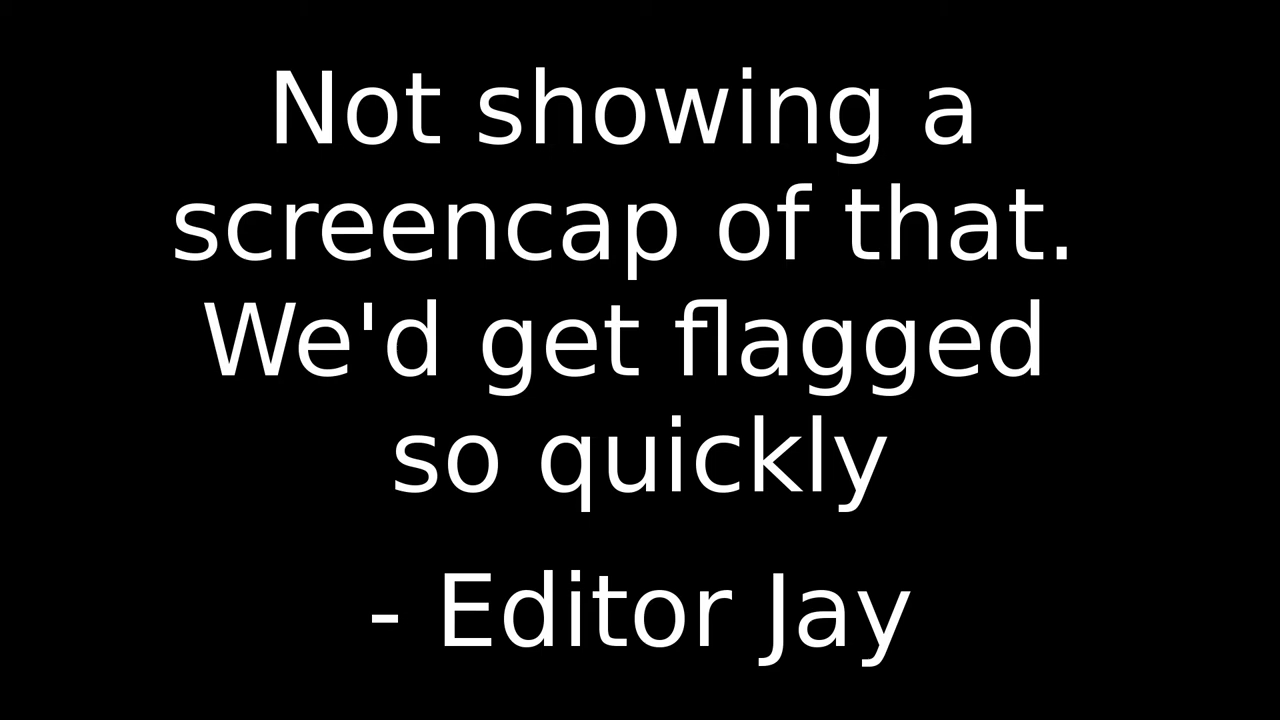 Not showing a
screencap of that.
We'd get flagged
so quickly
- Editor Jay